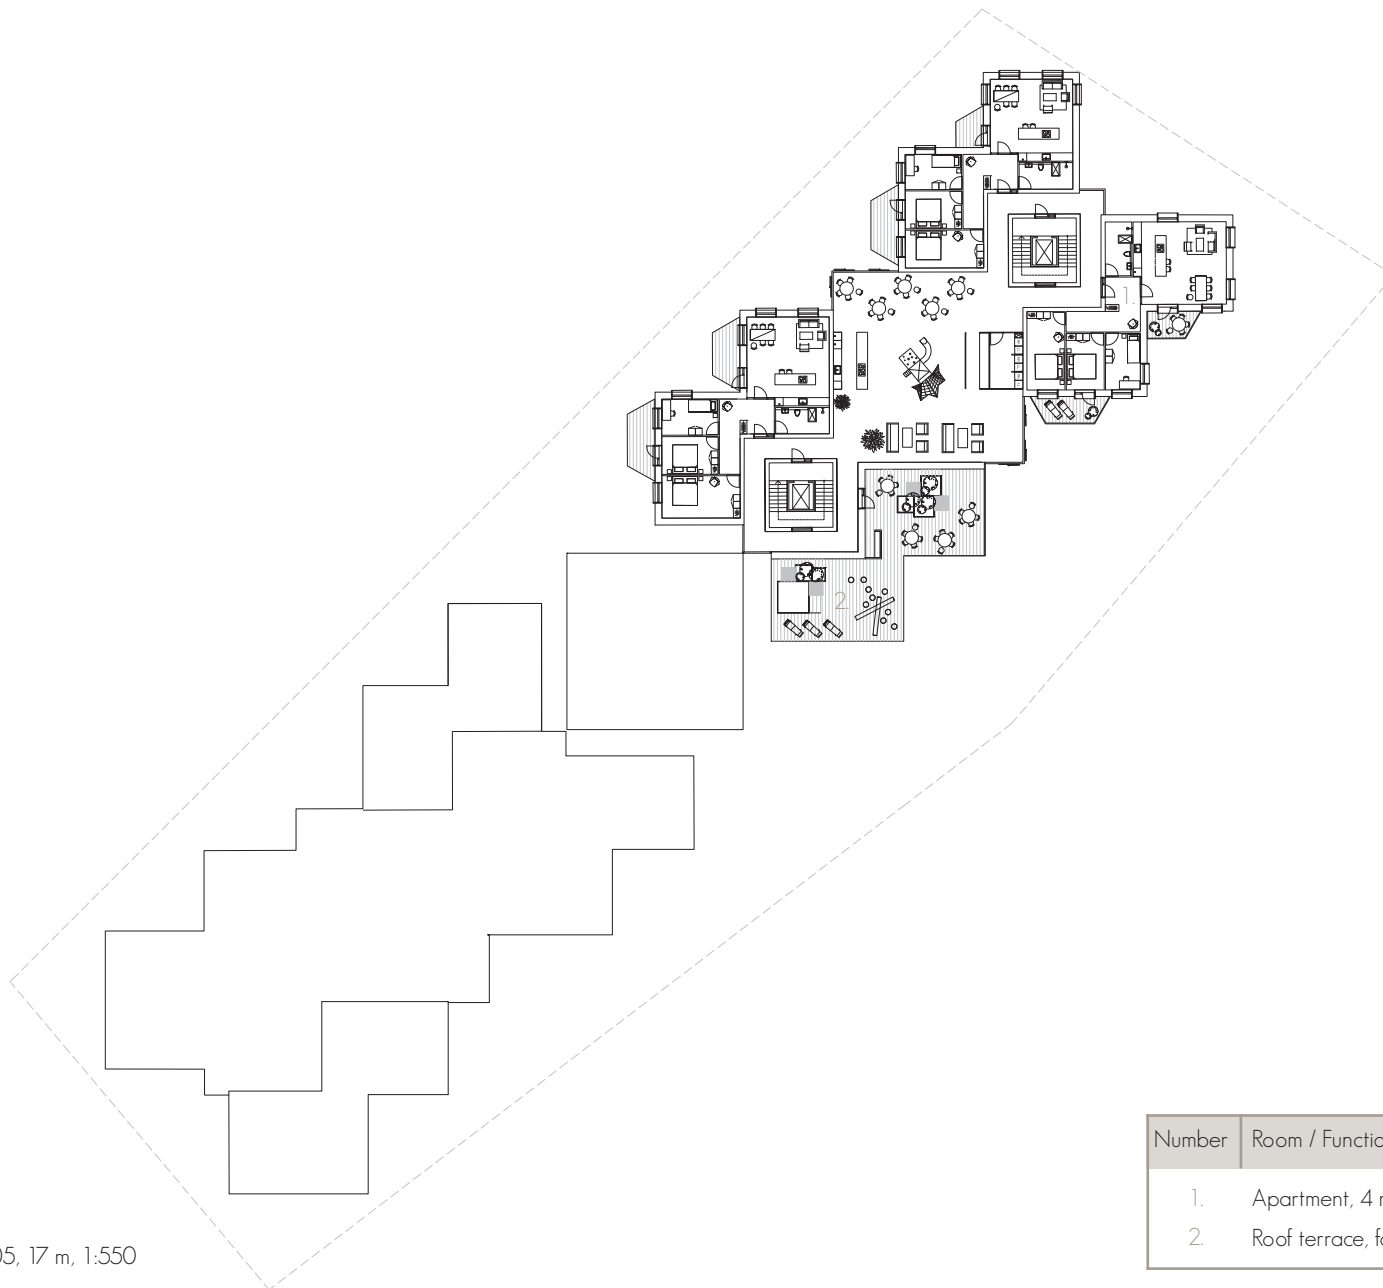 1.
2.
Number Room / Functio
1. Apartment, 4 r
2. Roof terrace, fo
05, 17 m, 1:550